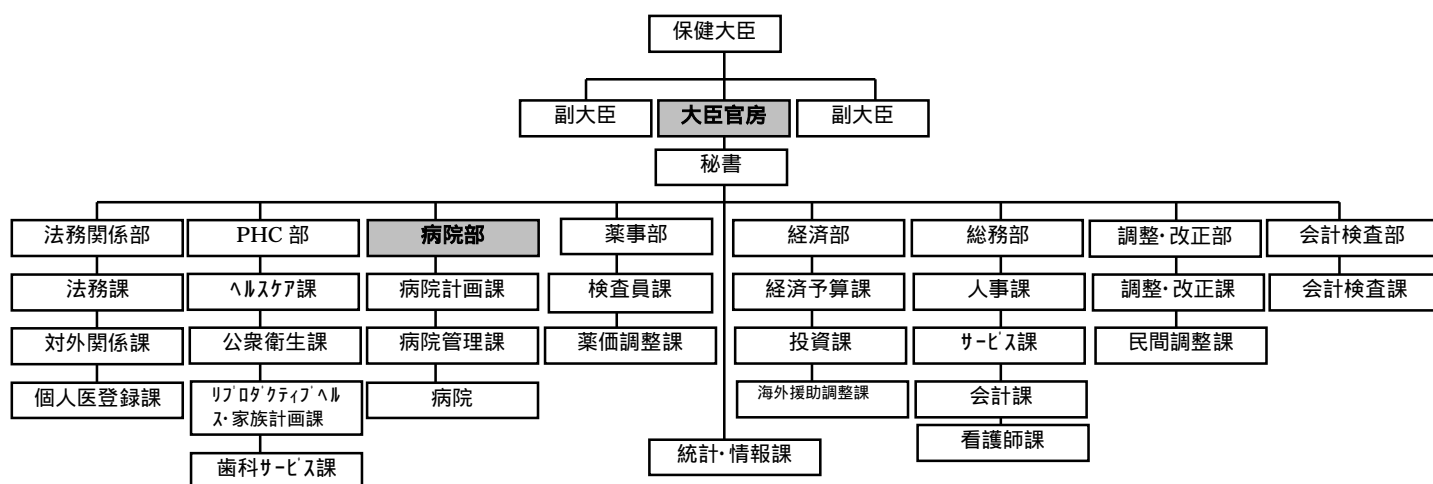 保健大臣
副大臣
大臣官房
副大臣
秘書
法務関係部
PHC 部
病院部
薬事部
経済部
総務部
調整・改正部
会計検査部
法務課
ﾍﾙｽｹｱ課
病院計画課
検査員課
経済予算課
人事課
調整・改正課
会計検査課
対外関係課
公衆衛生課
病院管理課
薬価調整課
投資課
ｻｰﾋﾞｽ課
民間調整課
個人医登録課
ﾘﾌﾟﾛﾀﾞｸﾃｨﾌﾞﾍﾙ
ｽ・家族計画課
病院
海外援助調整課
会計課
看護師課
統計・情報課
歯科ｻｰﾋﾞｽ課